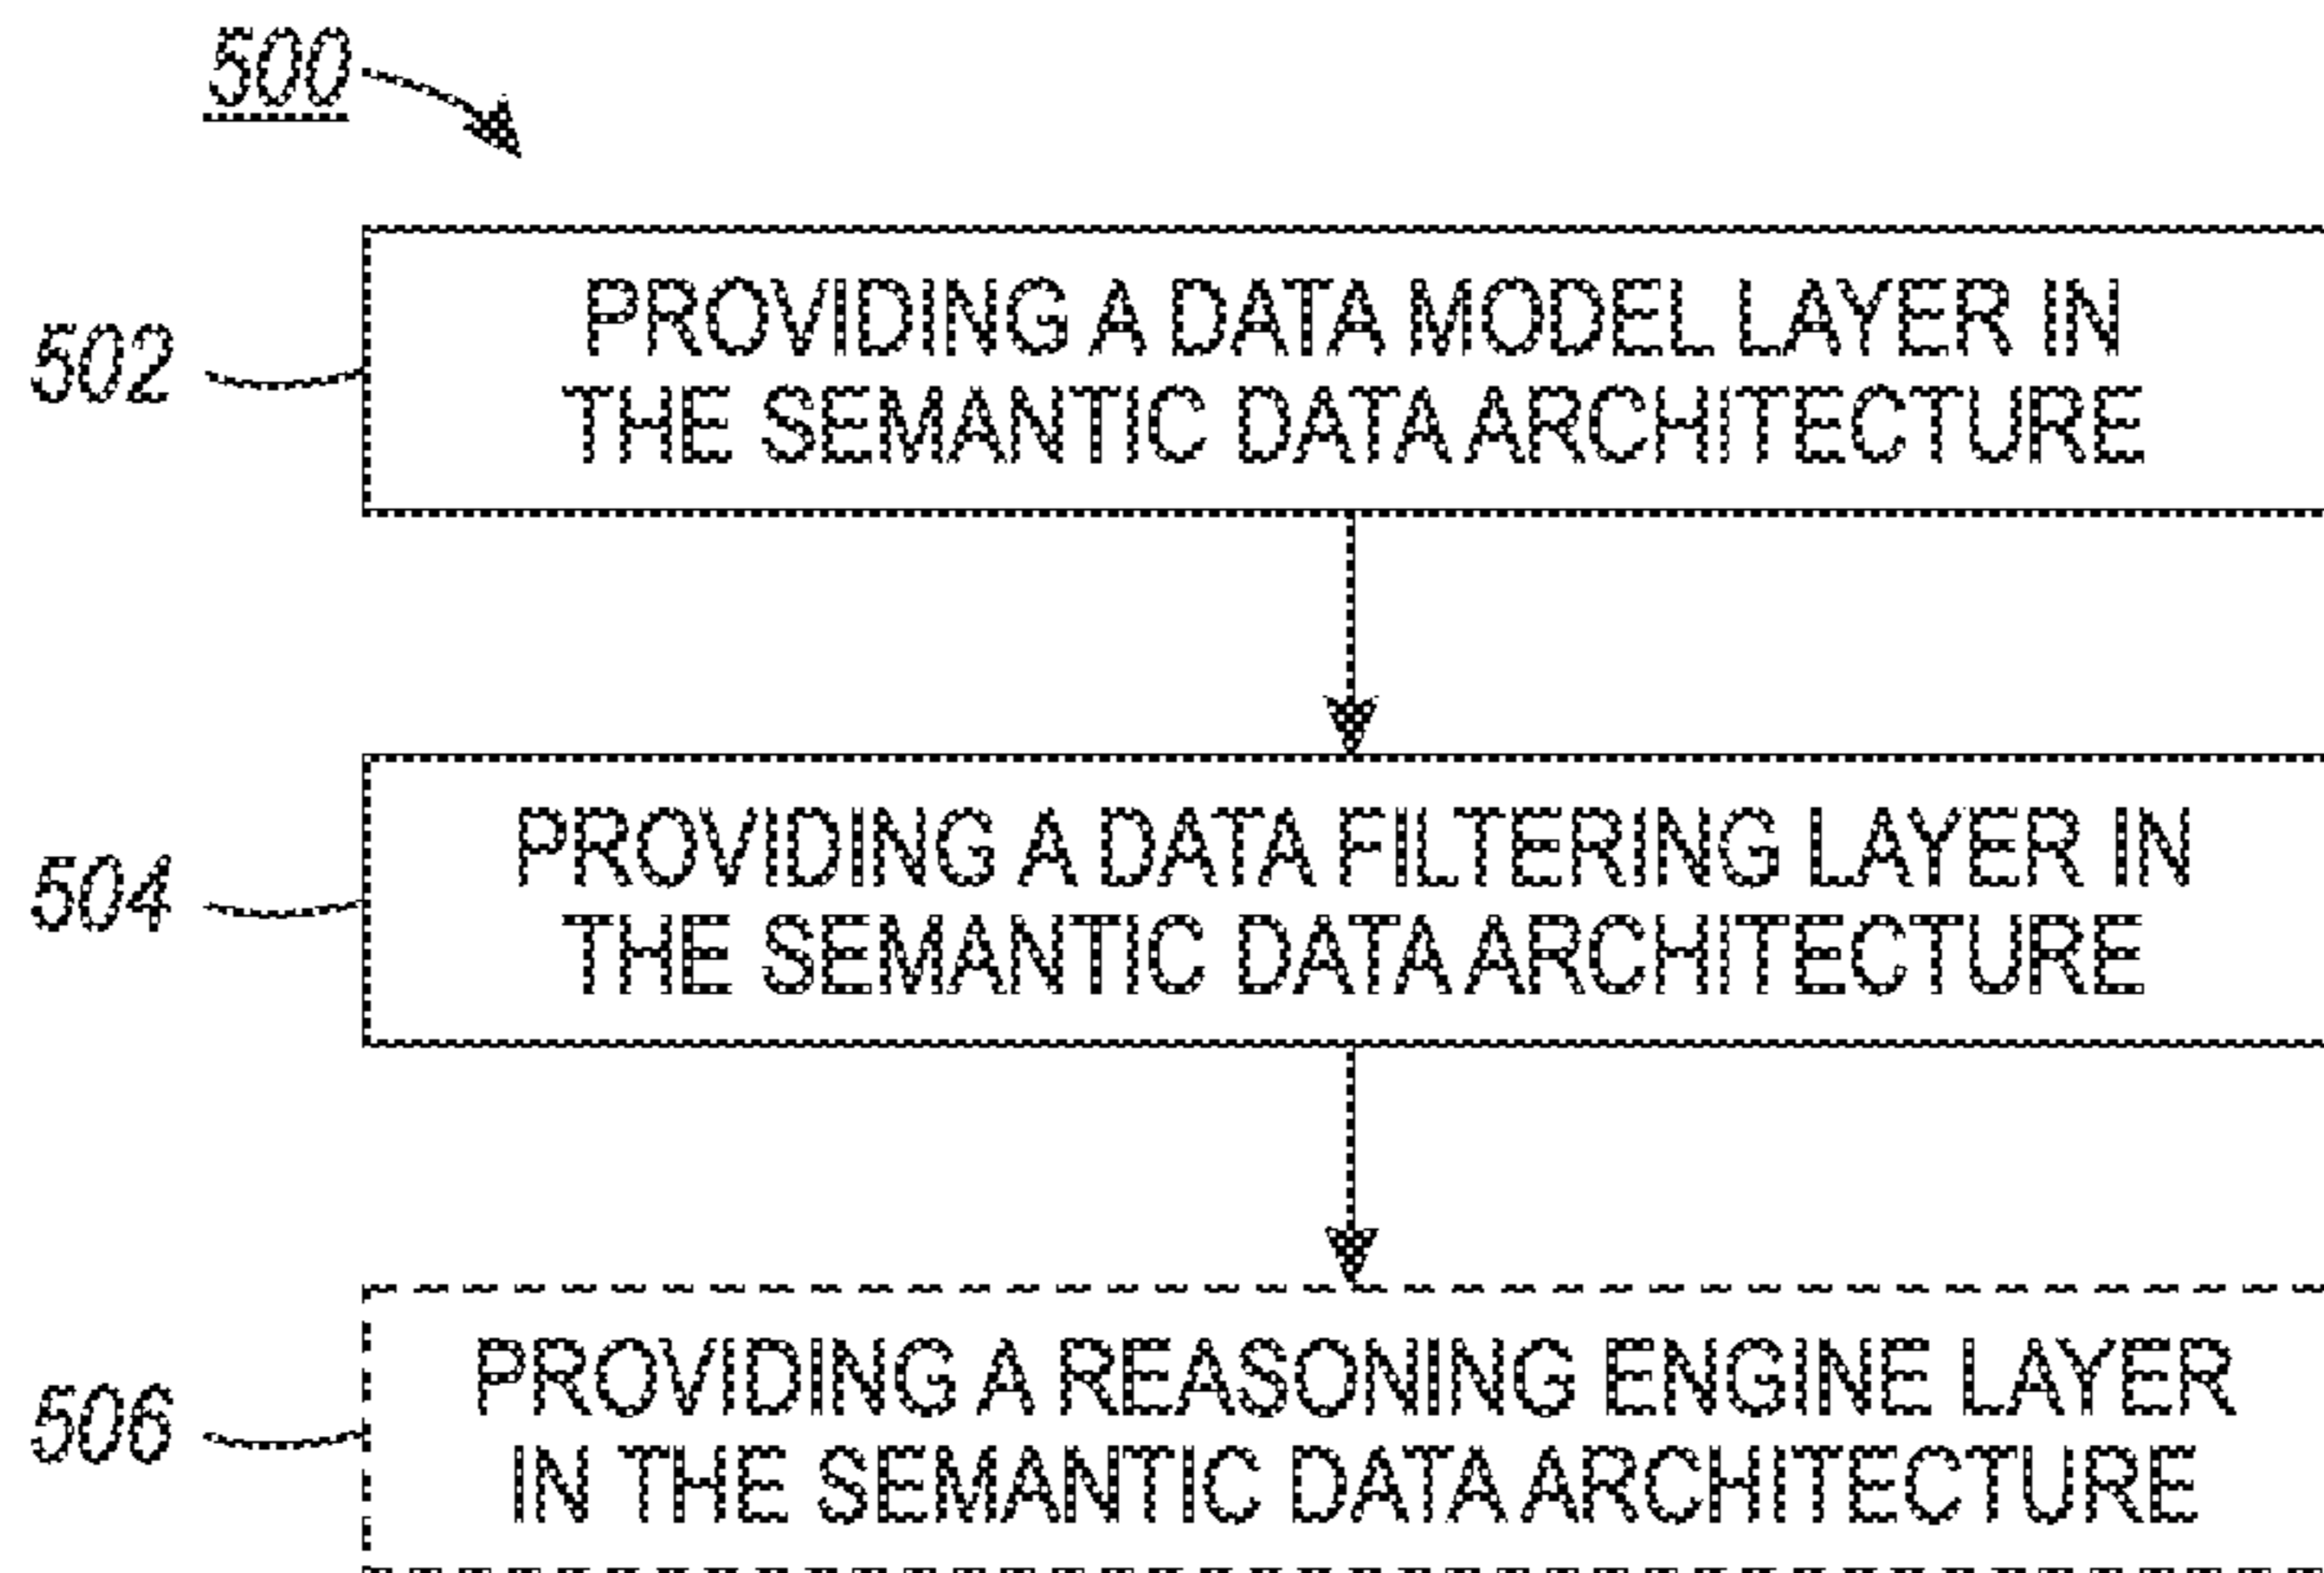 500
502
PROVIDING A DATA MODEL LAYER IN
THE SEMANTIC DATA ARCHITECTURE
504
PROVIDING A DATA FILTERING LAYER IN
THE SEMANTIC DATA ARCHITECTURE
506
PROVIDING A REASONING ENGINE LAYER
IN THE SEMANTIC DATA ARCHITECTURE